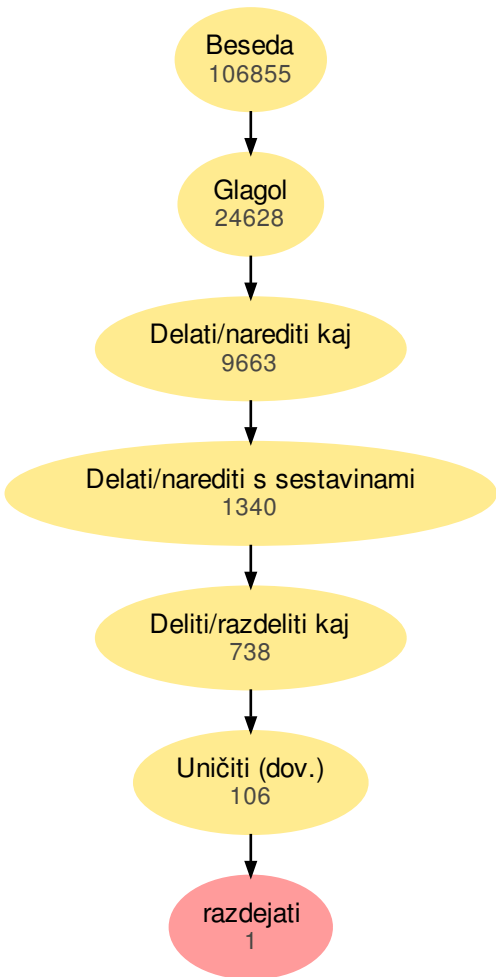 Beseda
106855
Glagol
24628
Delati/narediti kaj
9663
Delati/narediti s sestavinami
1340
Deliti/razdeliti kaj
738
Uničiti (dov.)
106
razdejati
1